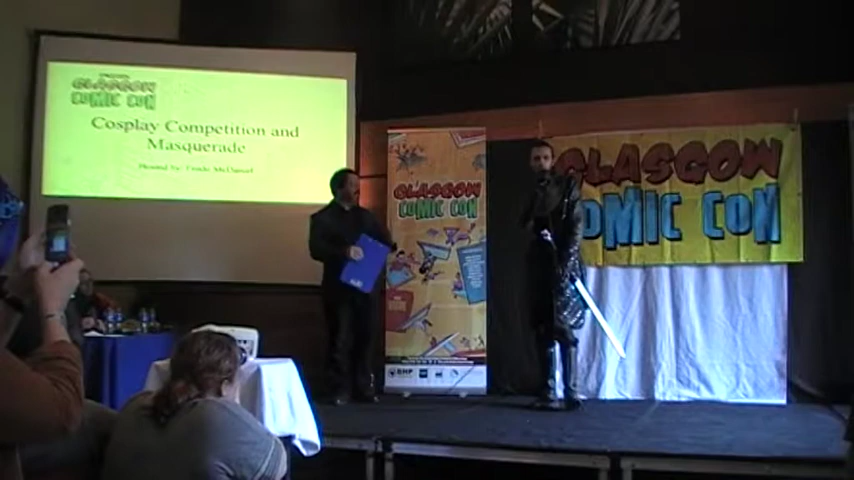 GLASGOW
COMIC CON
Cosplay Competition and
Masquerade
GLASGOW
COMIC CON
GLASGOW
COMIC CON